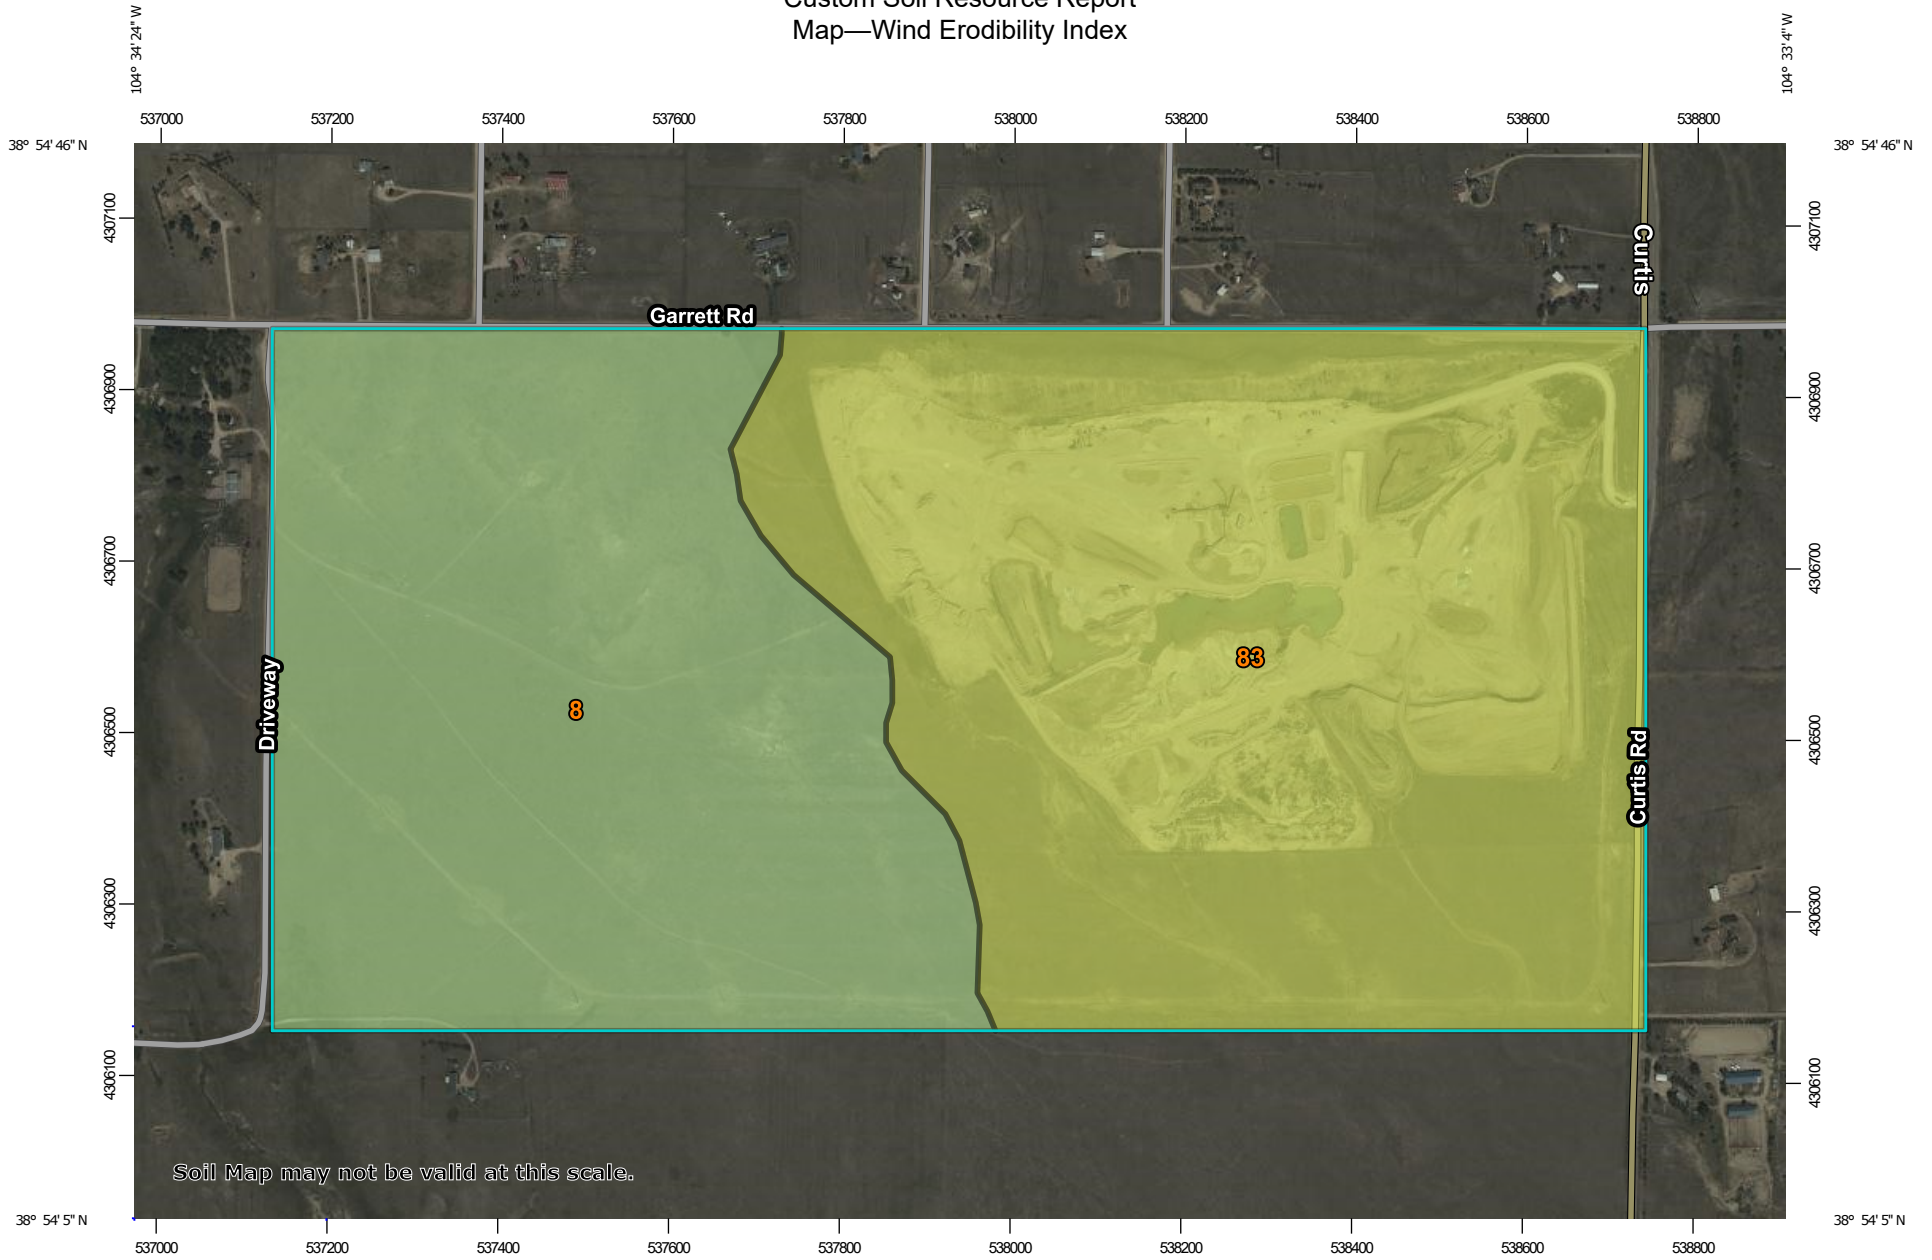 Custom Soil Resource Report
Map—Wind Erodibility Index
104° 34' 24" W
104° 33' 4" W
537000 537200 537400 537600 537800 538000 538200 538400 538600 538800
38° 54' 46" N
38° 54' 46" N
4307100
4307100
Curtis
Garrett Rd
4306900
4306900
4306700
4306700
83
Driveway
8
4306500
4306500
Curtis Rd
4306300
4306300
4306100
4306100
Soil Map may not be valid at this scale.
38° 54' 5" N
38° 54' 5" N
537000 537200 537400 537600 537800 538000 538200 538400 538600 538800